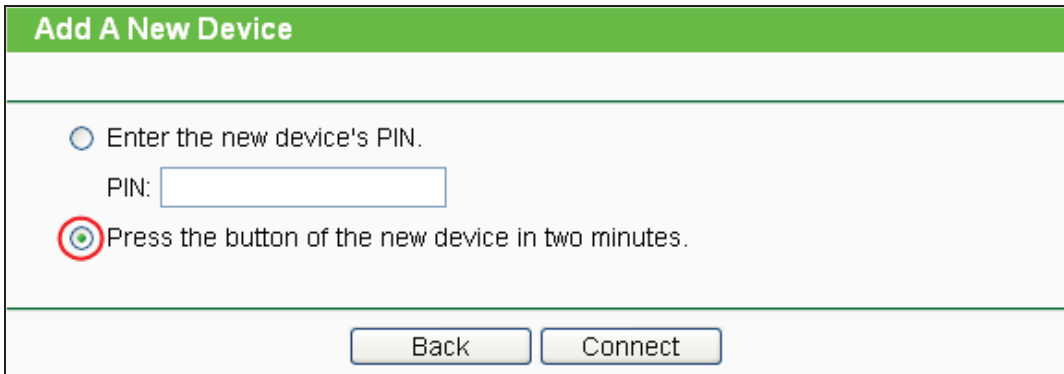 Add A New Device
Enter the new device's PIN.
PIN:
Press the button of the new device in two minutes.
Back Connect